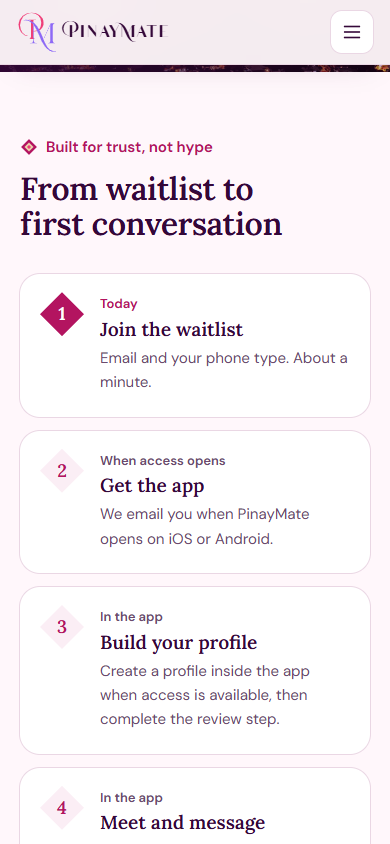 PM PINAYMATE
Built for trust, not hype
From waitlist to
first conversation
1
Today
Join the waitlist
Email and your phone type. About a
minute.
2
When access opens
Get the app
We email you when PinayMate
opens on iOS or Android.
3
In the app
Build your profile
Create a profile inside the app
when access is available, then
complete the review step.
4
In the app
Meet and message